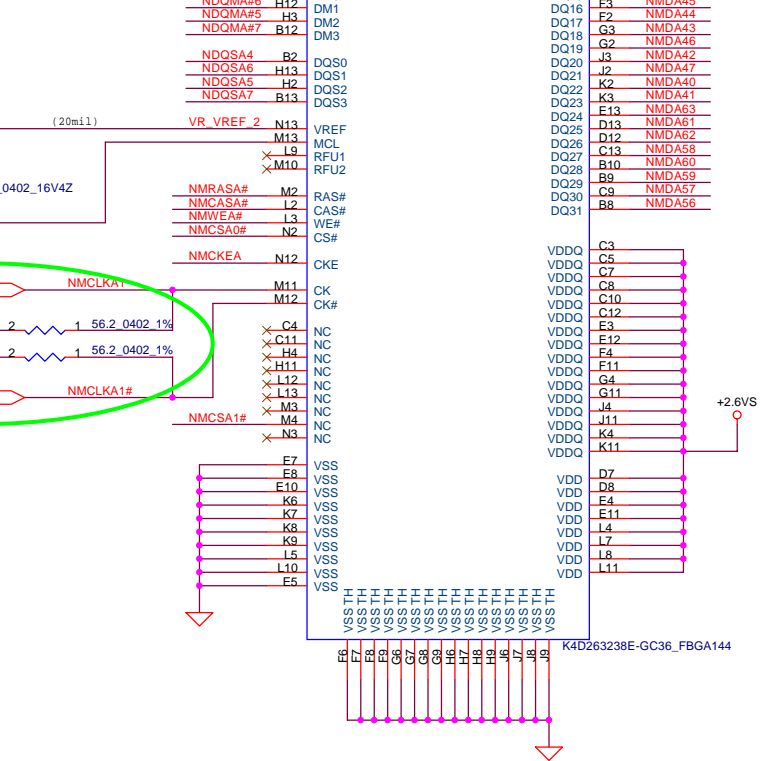 NDQMA#6 H12 DM1 DQ16 F3 NMDA45
NDQMA#5 H3 DM2 DQ17 F2 NMDA44
NDQMA#7 B12 DM3 DQ18 G3 NMDA43
DQ19 G2 NMDA46
NDQSA4 B2 DQS0 DQ20 J3 NMDA42
NDQSA6 H13 DQS1 DQ21 J2 NMDA47
NDQSA5 H2 DQS2 DQ22 K2 NMDA40
NDQSA7 B13 DQS3 DQ23 K3 NMDA41
DQ24 E13 NMDA63
(20mil) VR_VREF_2 N13 VREF DQ25 D13 NMDA61
M13 MCL DQ26 D12 NMDA62
L9 RFU1 DQ27 C13 NMDA58
M10 RFU2 DQ28 B10 NMDA60
DQ29 B9 NMDA59
0402_16V4Z NMRASA# M2 RAS# DQ30 C9 NMDA57
NMCASA# L2 CAS# DQ31 B8 NMDA56
NMWEA# L3 WE#
NMCSA0# N2 CS#
VDDQ C3
NMCKEA N12 CKE VDDQ C5
VDDQ C7
NMCLKA1 M11 CK VDDQ C8
M12 CK# VDDQ C10
VDDQ C12
2 1 56.2_0402_1% C4 NC VDDQ E3
C11 NC VDDQ E12
2 1 56.2_0402_1% H4 NC VDDQ F4
H11 NC VDDQ F11
L12 NC VDDQ G4
NMCLKA1# L13 NC VDDQ G11
M3 NC VDDQ J4 +2.6VS
NMCSA1# M4 NC VDDQ J11
N3 NC VDDQ K4
VDDQ K11
E7 VSS
E8 VSS VDD D7
E10 VSS VDD D8
K6 VSS VDD E4
K7 VSS VDD E11
K8 VSS VDD L4
K9 VSS VDD L7
L5 VSS VDD L8
L10 VSS VDD L11
E5 VSS
VSS TH VSS TH VSS TH VSS TH VSS TH VSS TH VSS TH VSS TH VSS TH VSS TH VSS TH VSS TH VSS TH VSS TH VSS TH VSS TH
K4D263238E-GC36_FBGA144
F6 F7 F8 F9 G6 G7 G8 G9 H6 H7 H8 H9 J6 J7 J8 J9